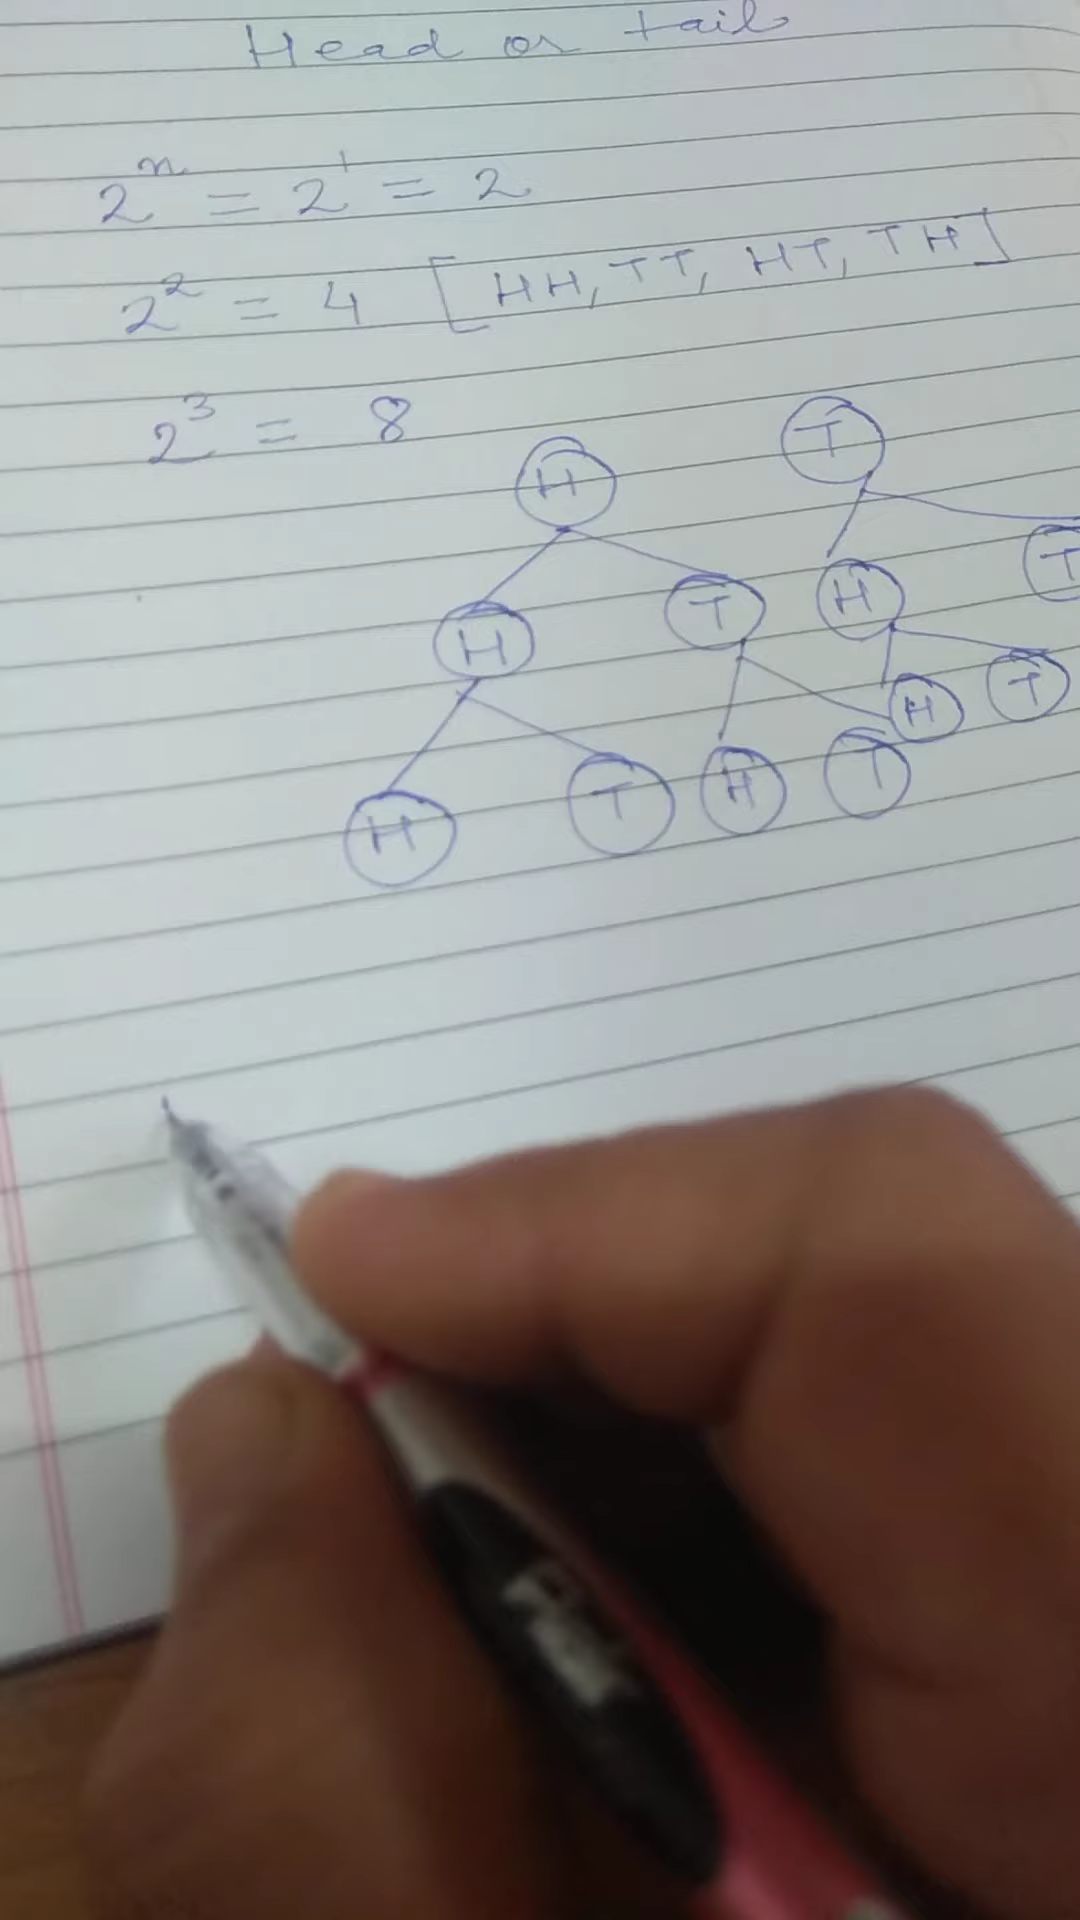 Head or tail
2^n = 2^1 = 2
2^2 = 4 [HH, TT, HT, TH]
2^3 = 8
H T
H T H T
H T
H T H T